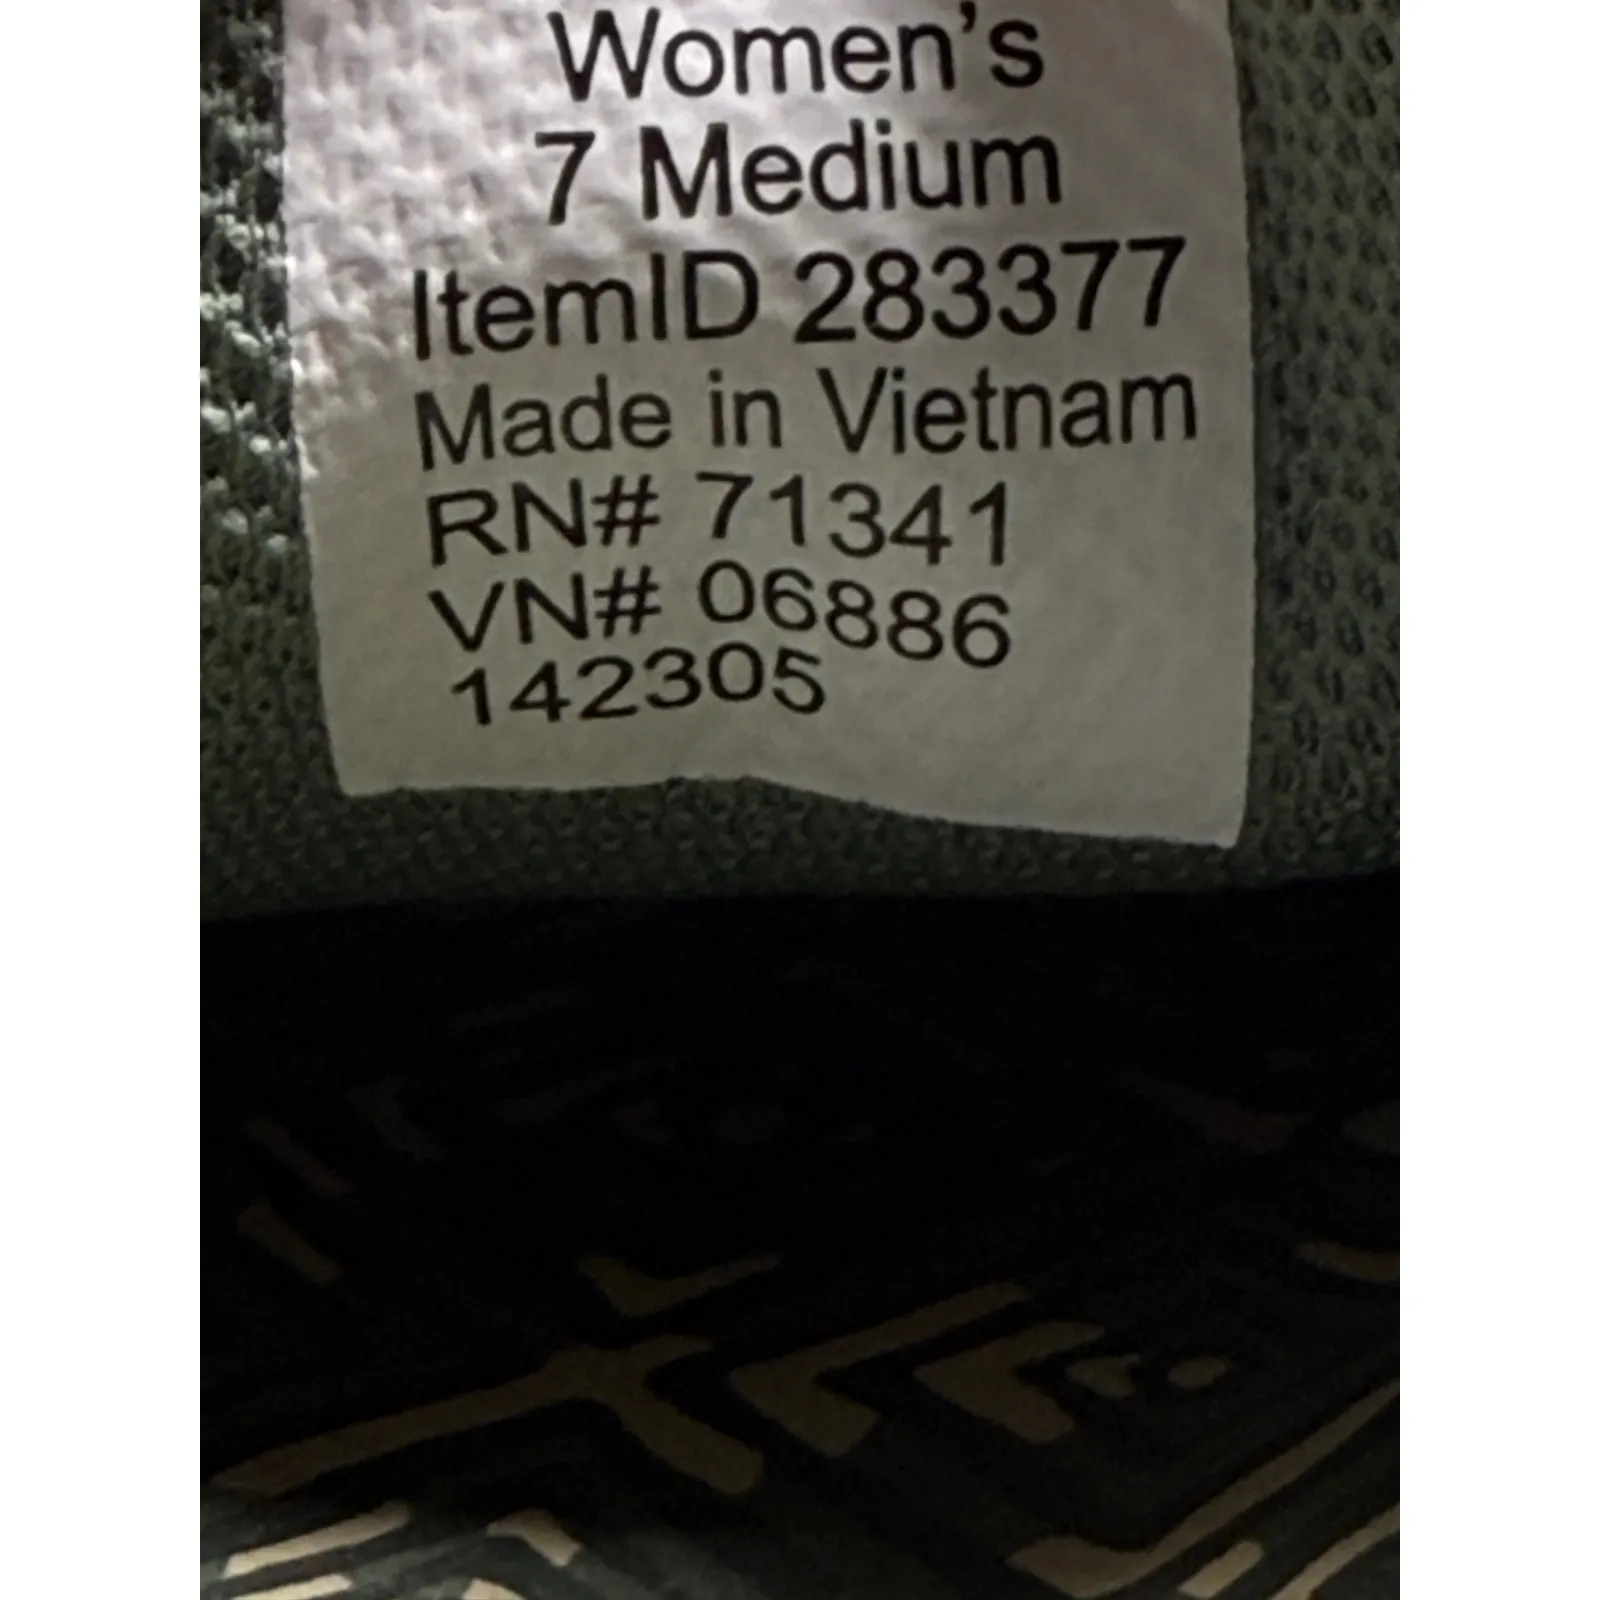 Women's
7 Medium
ItemID 283377
Made in Vietnam
RN# 71341
VN# 06886
142305